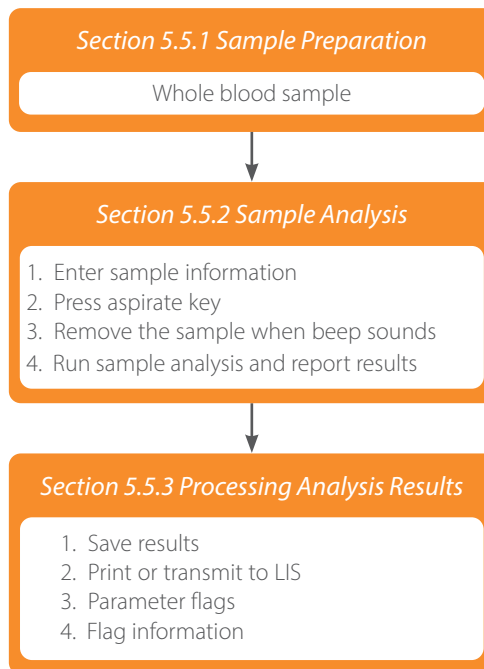 Section 5.5.1 Sample Preparation
Whole blood sample
Section 5.5.2 Sample Analysis
1. Enter sample information
2. Press aspirate key
3. Remove the sample when beep sounds
4. Run sample analysis and report results
Section 5.5.3 Processing Analysis Results
1. Save results
2. Print or transmit to LIS
3. Parameter flags
4. Flag information